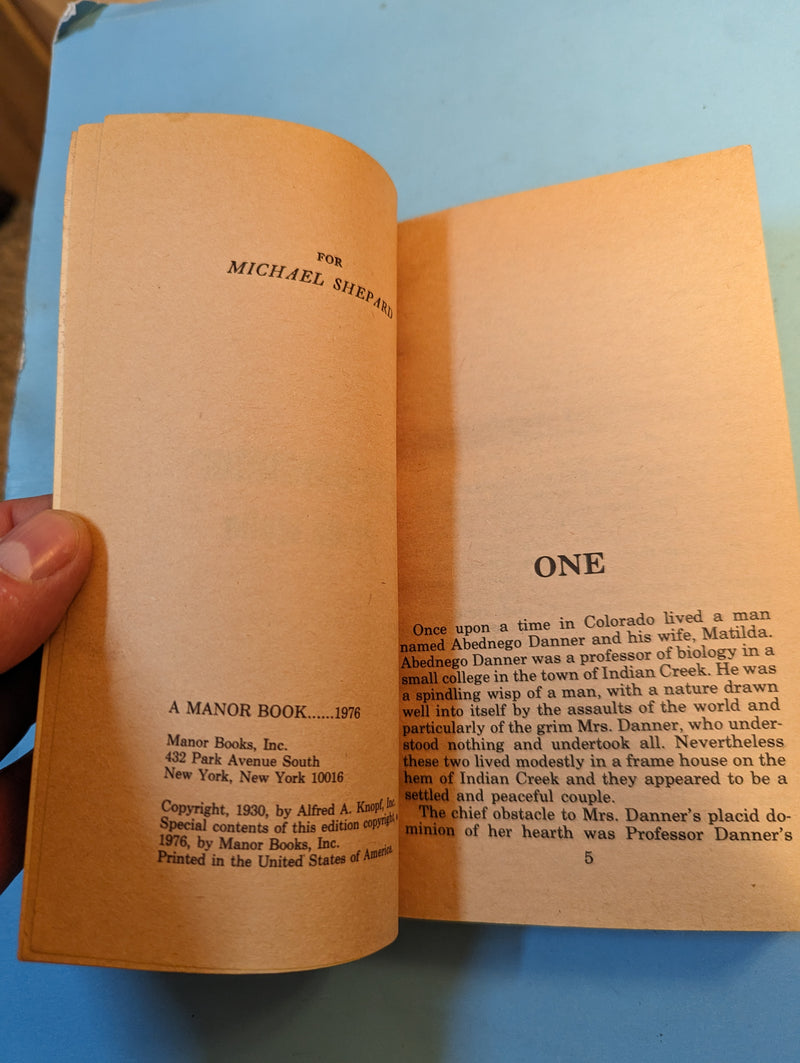 FOR
MICHAEL SHEPARD
A MANOR BOOK......1976
Manor Books, Inc.
432 Park Avenue South
New York, New York 10016
Copyright, 1930, by Alfred A. Knopf, Inc.
Special contents of this edition copyright,
1976, by Manor Books, Inc.
Printed in the United States of America.
ONE
Once upon a time in Colorado lived a man
named Abednego Danner and his wife, Matilda.
Abednego Danner was a professor of biology in a
small college in the town of Indian Creek. He was
a spindling wisp of a man, with a nature drawn
well into itself by the assaults of the world and
particularly of the grim Mrs. Danner, who under-
stood nothing and undertook all. Nevertheless
these two lived modestly in a frame house on the
hem of Indian Creek and they appeared to be a
settled and peaceful couple.
The chief obstacle to Mrs. Danner's placid do-
minion of her hearth was Professor Danner's
5